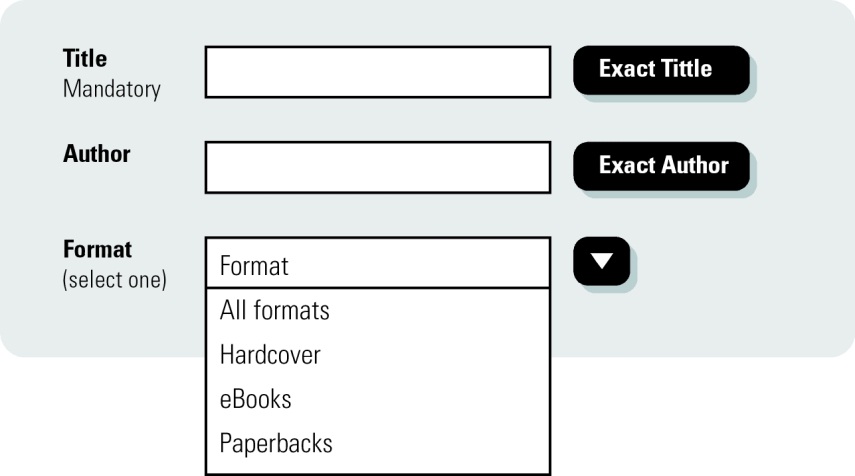 Title
Mandatory
Exact Tittle
Author
Exact Author
Format
(select one)
Format
All formats
Hardcover
eBooks
Paperbacks